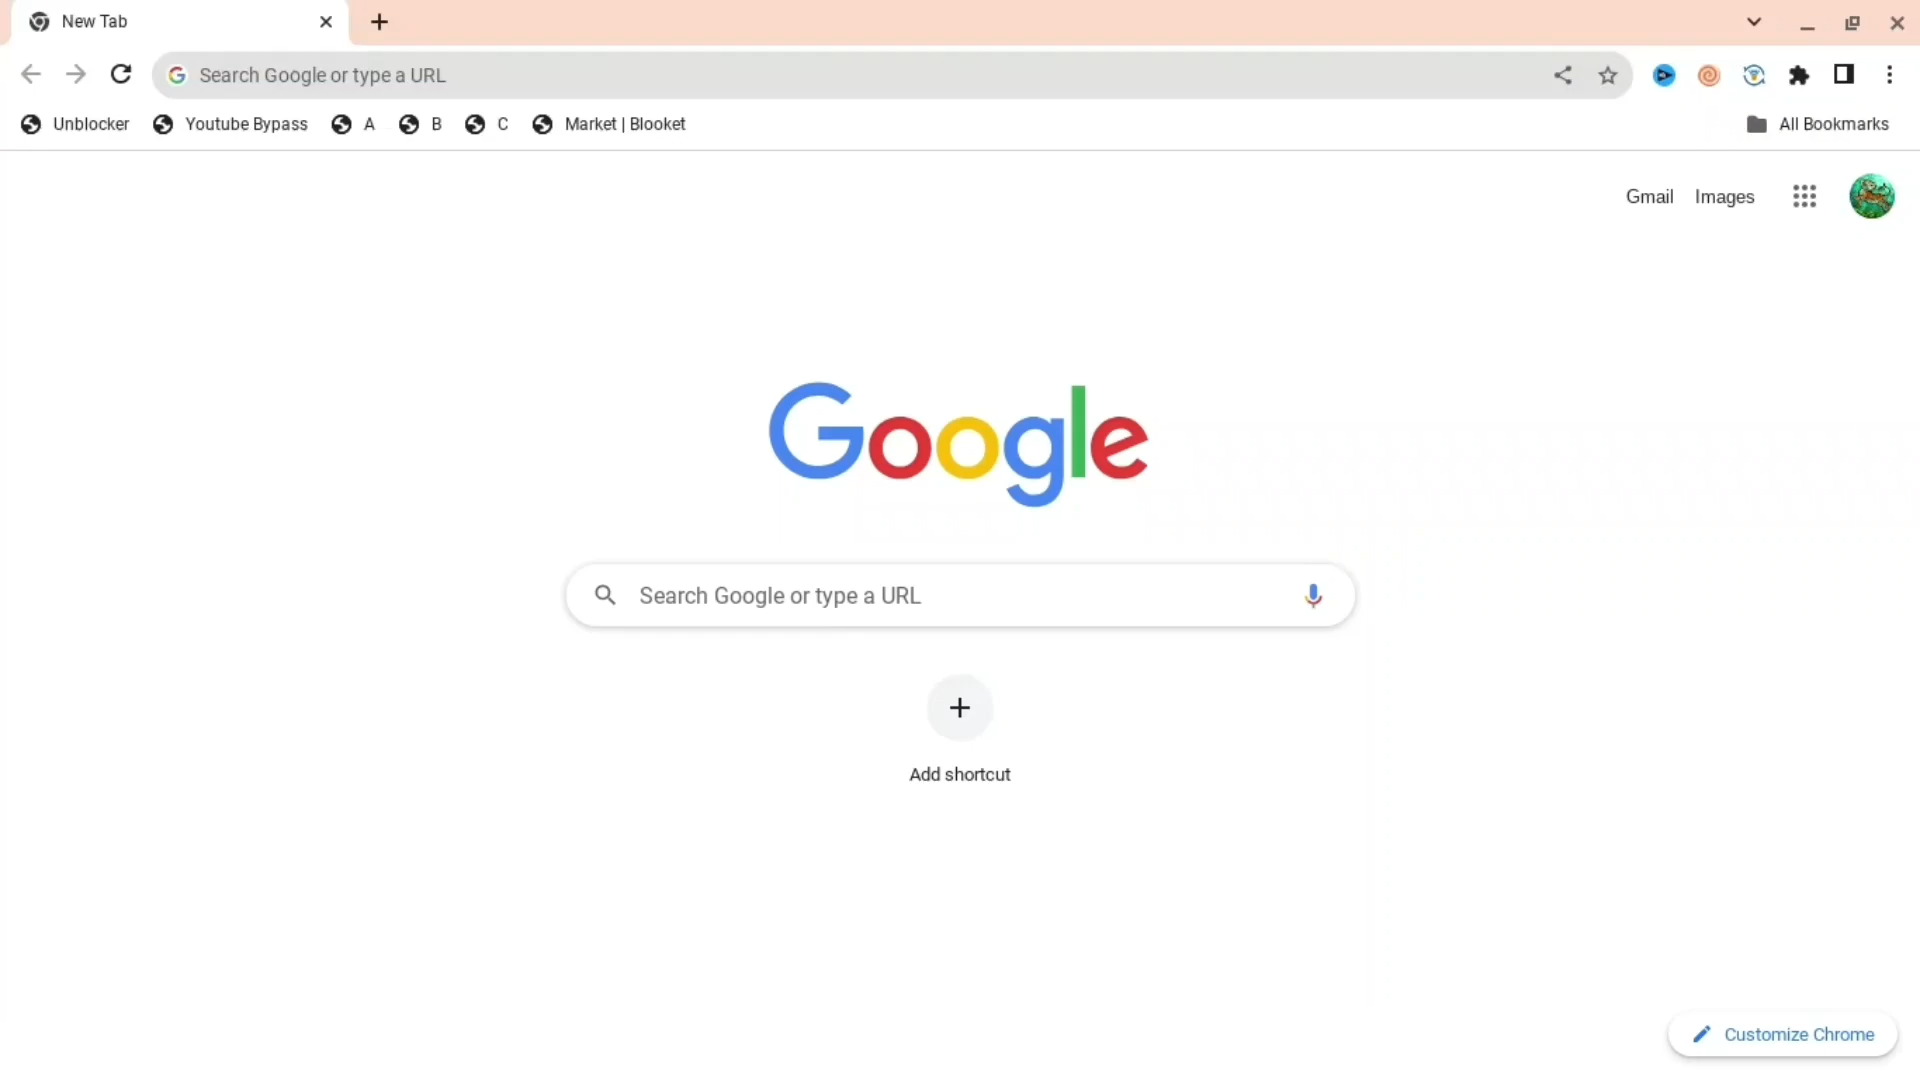 New Tab
Search Google or type a URL
Unblocker Youtube Bypass A B C Market | Blooket All Bookmarks
Gmail Images
Google
Search Google or type a URL
Add shortcut
Customize Chrome